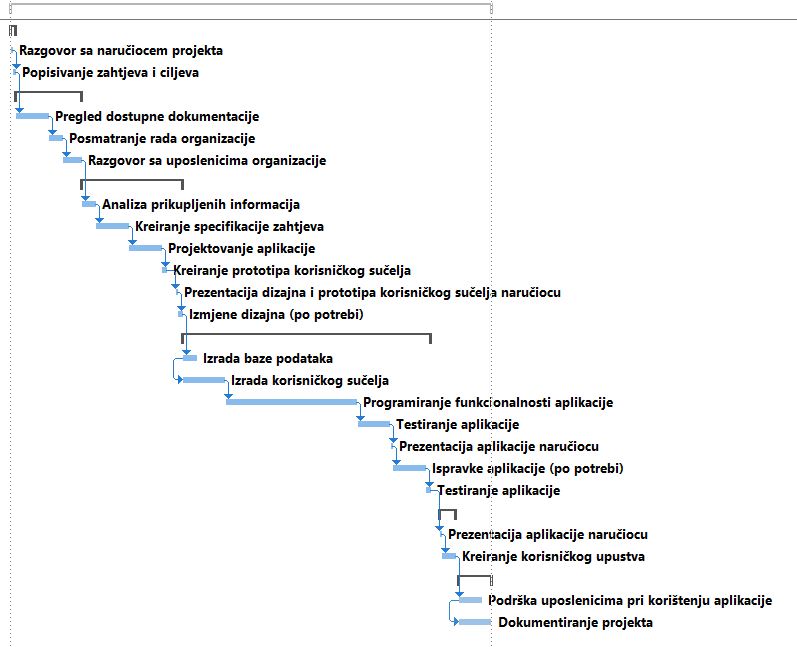 Razgovor sa naručiocem projekta
Popisivanje zahtjeva i ciljeva
Pregled dostupne dokumentacije
Posmatranje rada organizacije
Razgovor sa uposlenicima organizacije
Analiza prikupljenih informacija
Kreiranje specifikacije zahtjeva
Projektovanje aplikacije
Kreiranje prototipa korisničkog sučelja
Prezentacija dizajna i prototipa korisničkog sučelja naručiocu
Izmjene dizajna (po potrebi)
Izrada baze podataka
Izrada korisničkog sučelja
Programiranje funkcionalnosti aplikacije
Testiranje aplikacije
Prezentacija aplikacije naručiocu
Ispravke aplikacije (po potrebi)
Testiranje aplikacije
Prezentacija aplikacije naručiocu
Kreiranje korisničkog upustva
Podrška uposlenicima pri korištenju aplikacije
Dokumentiranje projekta